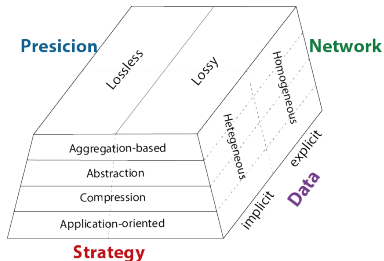 Presicion
Lossless
Lossy
Network
Homogeneous
Hetegeneous
Aggregation-based
Abstraction
Compression
Application-oriented
explicit
implicit
Data
Strategy